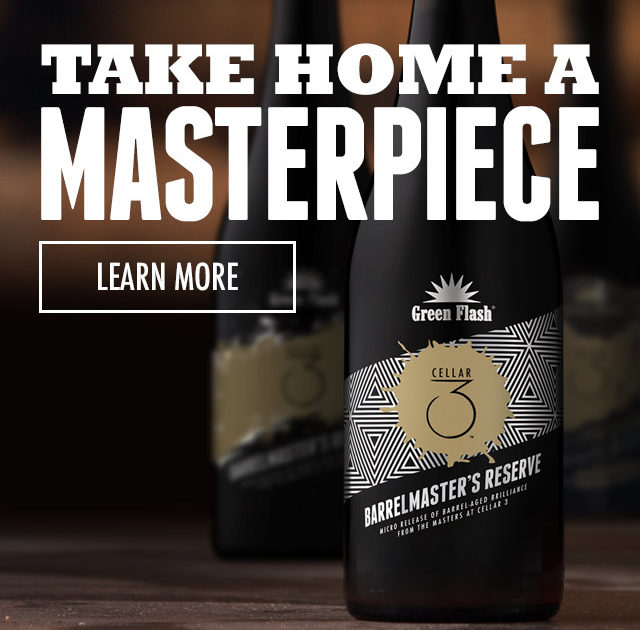 TAKE HOME A
MASTERPIECE
LEARN MORE
Green Flash®
CELLAR
3™
BARRELMASTER'S RESERVE
MICRO RELEASE OF BARREL-AGED BRILLIANCE
FROM THE MASTERS AT CELLAR 3
3